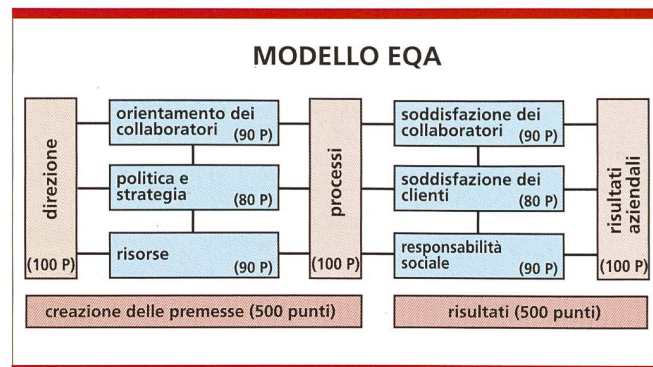 MODELLO EQA
direzione
(100 P)
orientamento dei
collaboratori (90 P)
politica e
strategia (80 P)
risorse
(90 P)
processi
(100 P)
soddisfazione dei
collaboratori (90 P)
soddisfazione dei
clienti (80 P)
responsabilità
sociale (90 P)
risultati
aziendali
(100 P)
creazione delle premesse (500 punti)
risultati (500 punti)